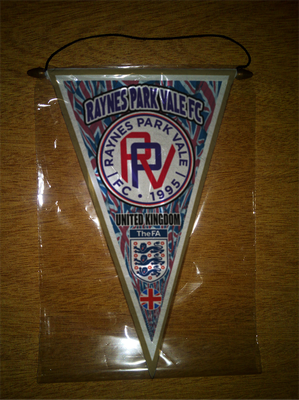 RAYNES PARK VALE FC
RAYNES PARK VALE
RPV
FC · 1995
UNITED KINGDOM
TheFA